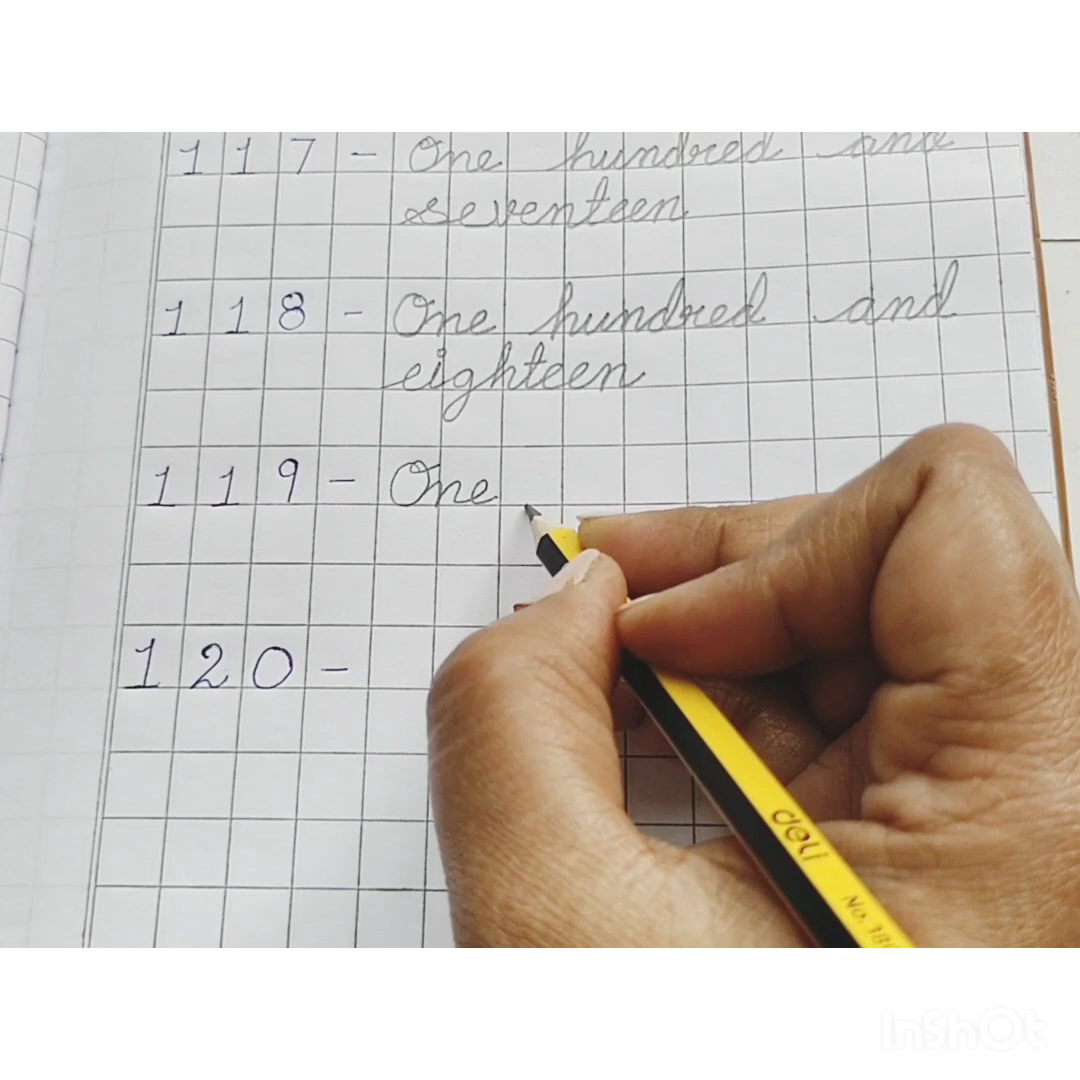 117 - One hundred and
seventeen
118 - One hundred and
eighteen
119 - One
120 -
deli
InShOt